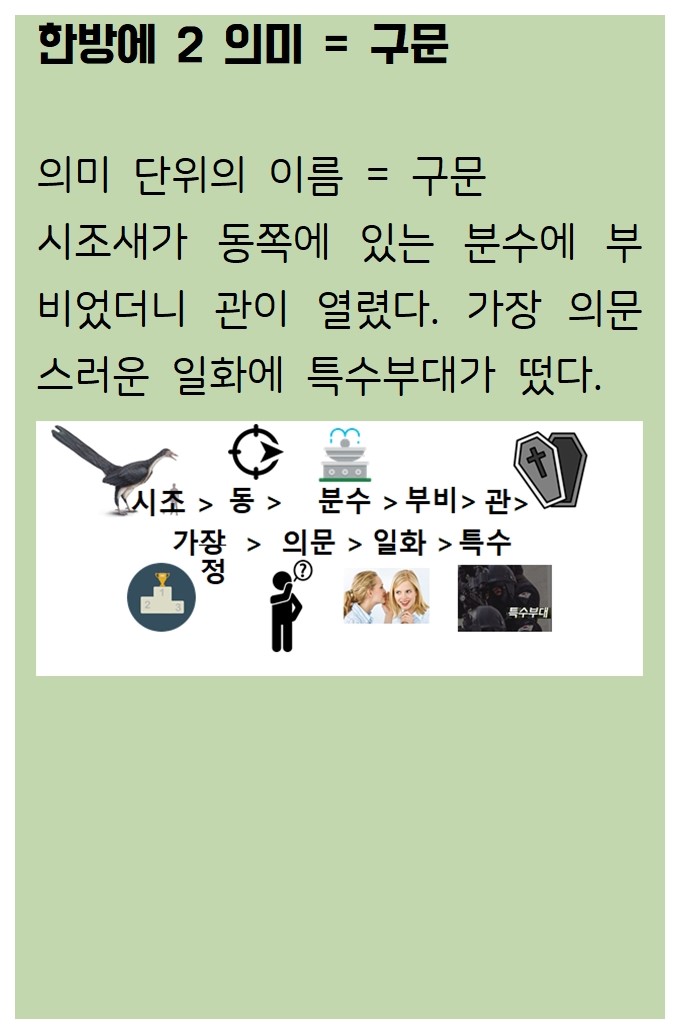 한방에 2 의미 = 구문
의미 단위의 이름 = 구문
시조새가 동쪽에 있는 분수에 부
비었더니 관이 열렸다. 가장 의문
스러운 일화에 특수부대가 떴다.
시조 > 동 > 분수 > 부비 > 관 >
가장 > 의문 > 일화 > 특수
정
1
2
3
?
특수부대